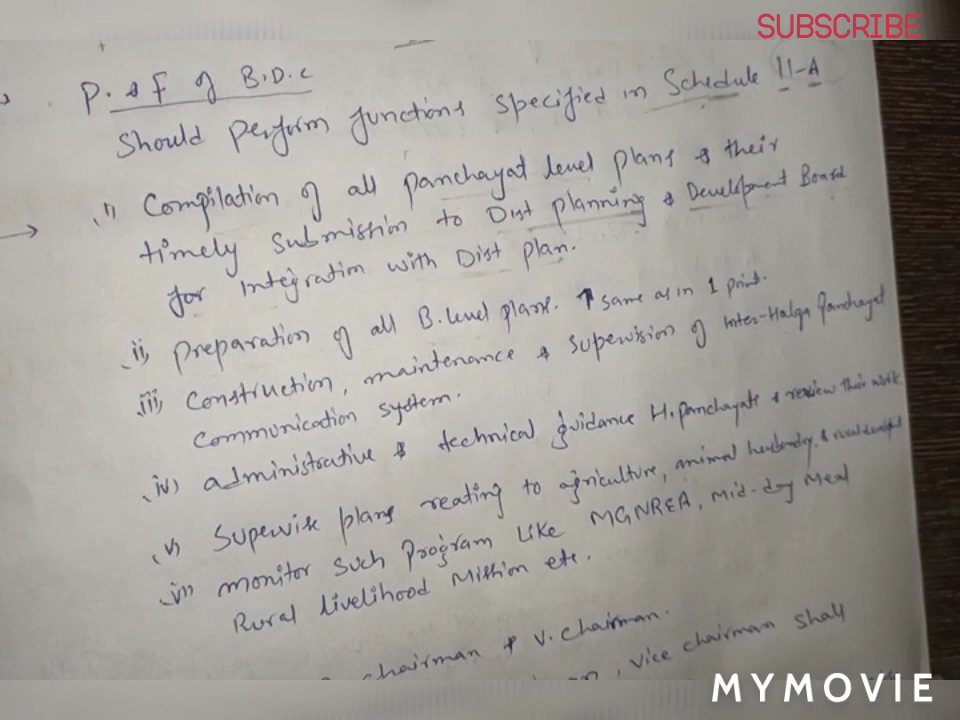 SUBSCRIBE
P. & F of B.D.C
Should perform functions specified in Schedule 11-A
i) Compilation of all panchayat level plans & their
timely submission to Dist planning & Development Board
for Integration with Dist plan.
ii) preparation of all B.level plans. ↑ same as in 1 print.
iii) Construction, maintenance & supervision of Inter-Halqa panchayat
communication system.
iv) administrative & technical guidance H.panchayats & review their work.
v) Supervise plans reating to agriculture, animal husbandry, & rural
vi) monitor such program Like MGNREA, mid-day Meal
Rural livelihood Mission etc.
chairman & V. chairman.
, vice chairman shall
MYMOVIE